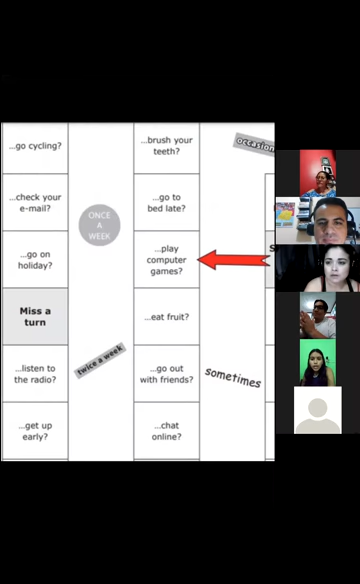 ...go cycling?
...check your
e-mail?
...go on
holiday?
Miss a
turn
...listen to
the radio?
...get up
early?
ONCE
A
WEEK
twice a week
...brush your
teeth?
...go to
bed late?
...play
computer
games?
...eat fruit?
...go out
with friends?
...chat
online?
occasion
sometimes
S